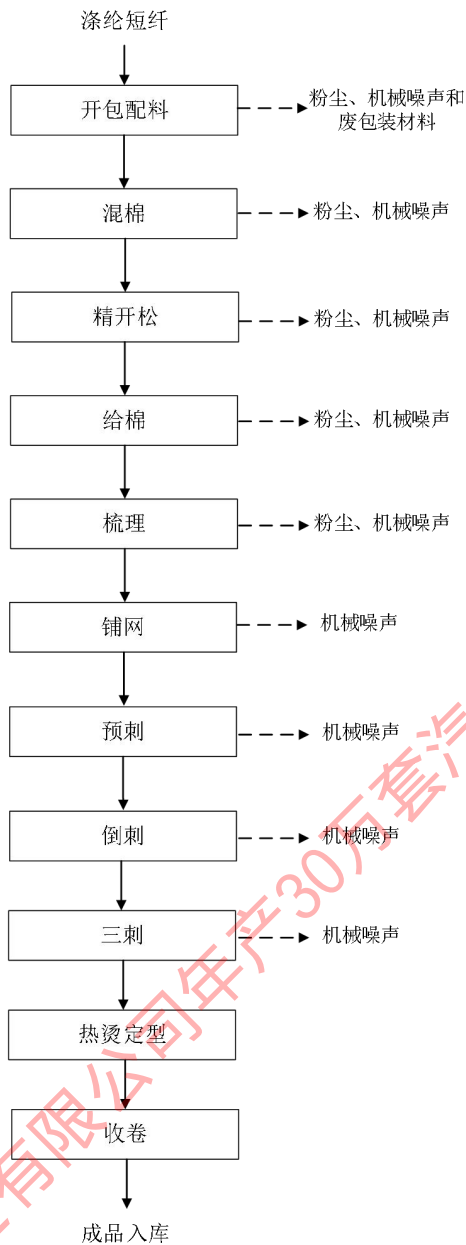 涤纶短纤
开包配料
粉尘、机械噪声和
废包装材料
混棉
粉尘、机械噪声
精开松
粉尘、机械噪声
给棉
粉尘、机械噪声
梳理
粉尘、机械噪声
铺网
机械噪声
预刺
机械噪声
倒刺
机械噪声
三刺
机械噪声
热烫定型
收卷
成品入库
有限公司年产30万套汽